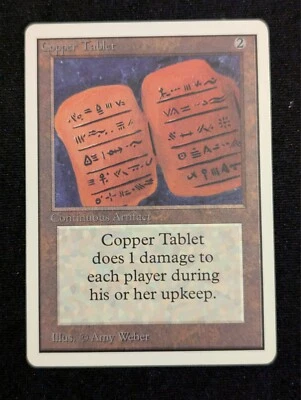 Copper Tablet 2
Continuous Artifact
Copper Tablet
does 1 damage to
each player during
his or her upkeep.
Illus. © Amy Weber